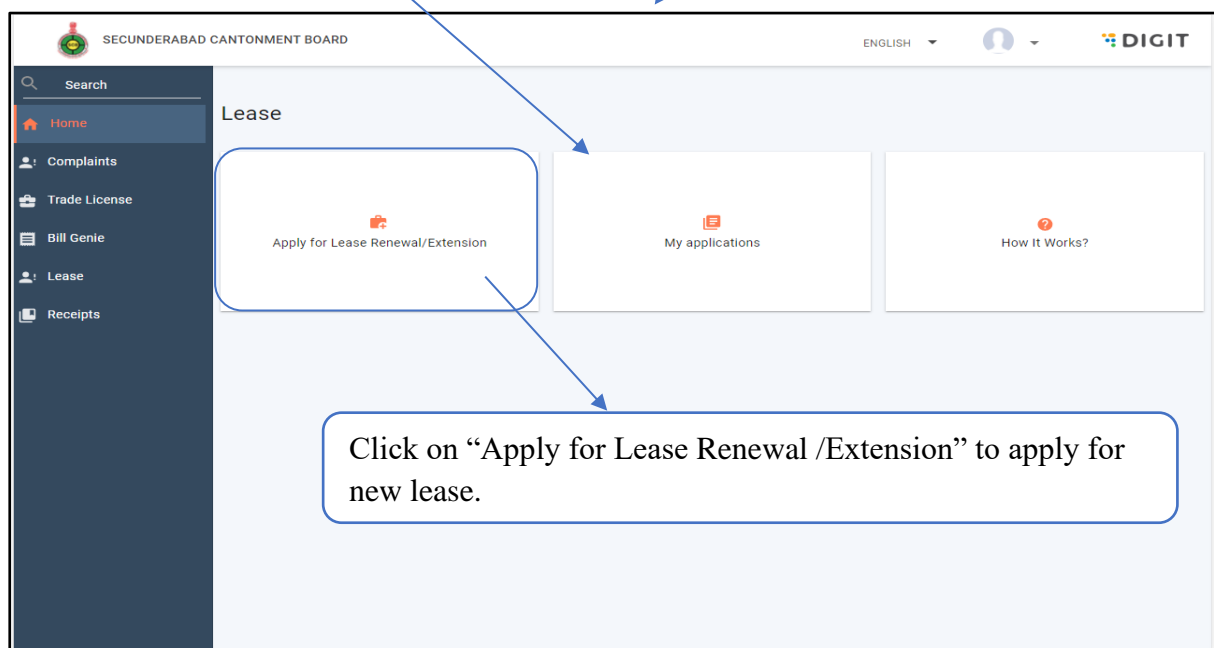 SECUNDERABAD CANTONMENT BOARD
ENGLISH
DIGIT
Search
Home
Complaints
Trade License
Bill Genie
Lease
Receipts
Lease
Apply for Lease Renewal/Extension
My applications
How It Works?
Click on “Apply for Lease Renewal /Extension” to apply for
new lease.